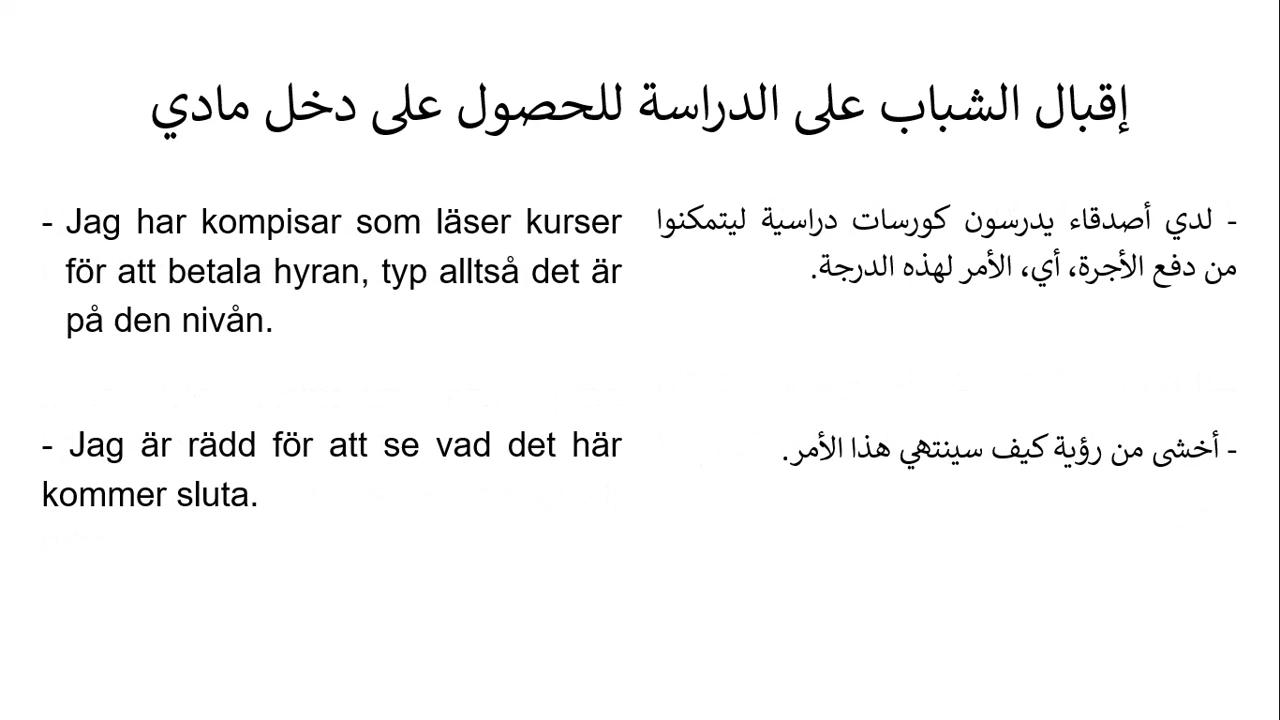 إقبال الشباب على الدراسة للحصول على دخل مادي
- Jag har kompisar som läser kurser
för att betala hyran, typ alltså det är
på den nivån.
- لدي أصدقاء يدرسون كورسات دراسية ليتمكنوا
من دفع الأجرة، أي، الأمر لهذه الدرجة.
- Jag är rädd för att se vad det här
kommer sluta.
- أخشى من رؤية كيف سينتهي هذا الأمر.